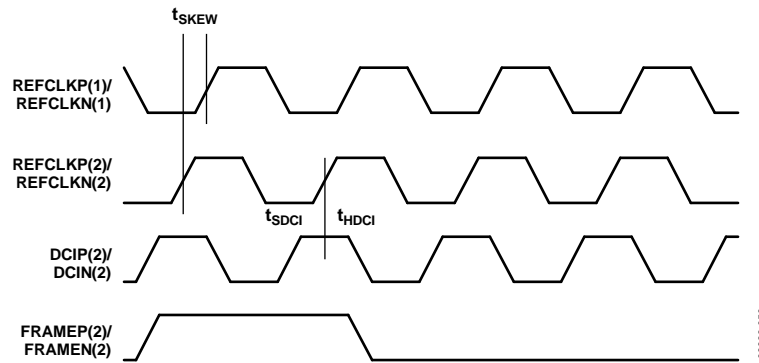 tSKEW
REFCLKP(1)/
REFCLKN(1)
REFCLKP(2)/
REFCLKN(2)
tSDCI tHDCI
DCIP(2)/
DCIN(2)
FRAMEP(2)/
FRAMEN(2)